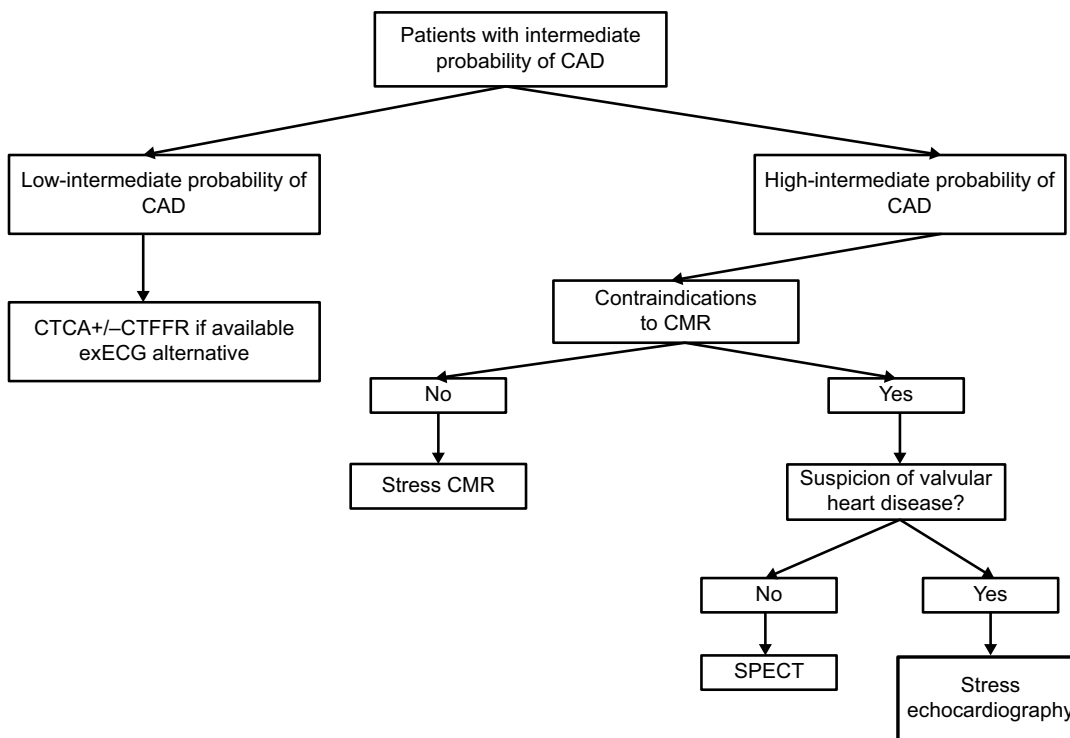 Patients with intermediate
probability of CAD
Low-intermediate probability of
CAD
High-intermediate probability of
CAD
CTCA+/–CTFFR if available
exECG alternative
Contraindications
to CMR
No
Yes
Stress CMR
Suspicion of valvular
heart disease?
No
Yes
SPECT
Stress
echocardiography